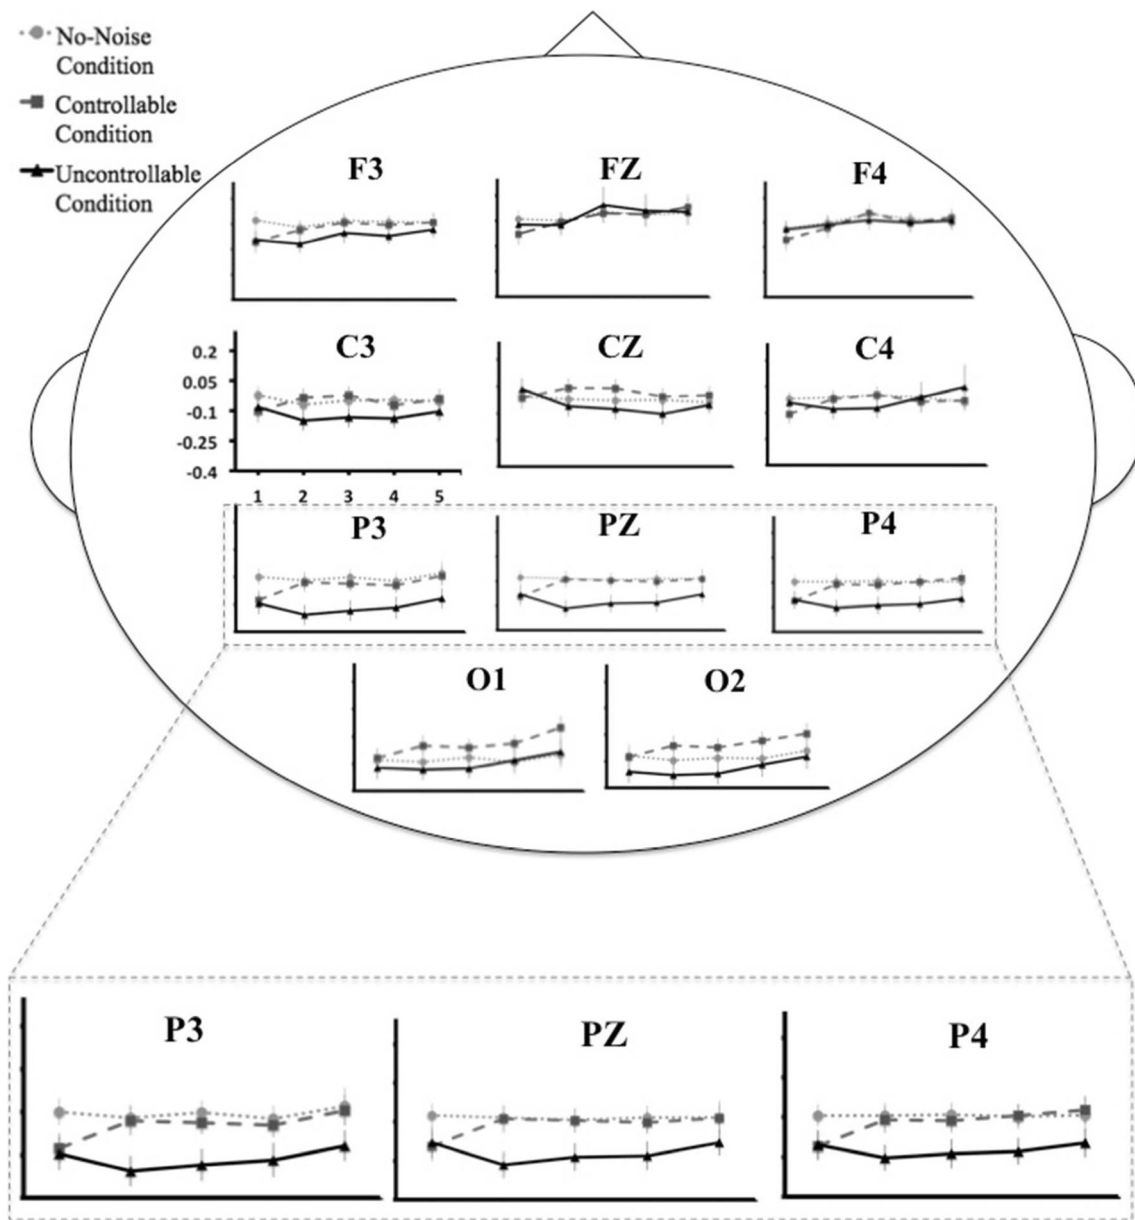 No-Noise
Condition
Controllable
Condition
Uncontrollable
Condition
F3 FZ F4
C3 CZ C4
0.2
0.05
-0.1
-0.25
-0.4
1 2 3 4 5
P3 PZ P4
O1 O2
P3 PZ P4